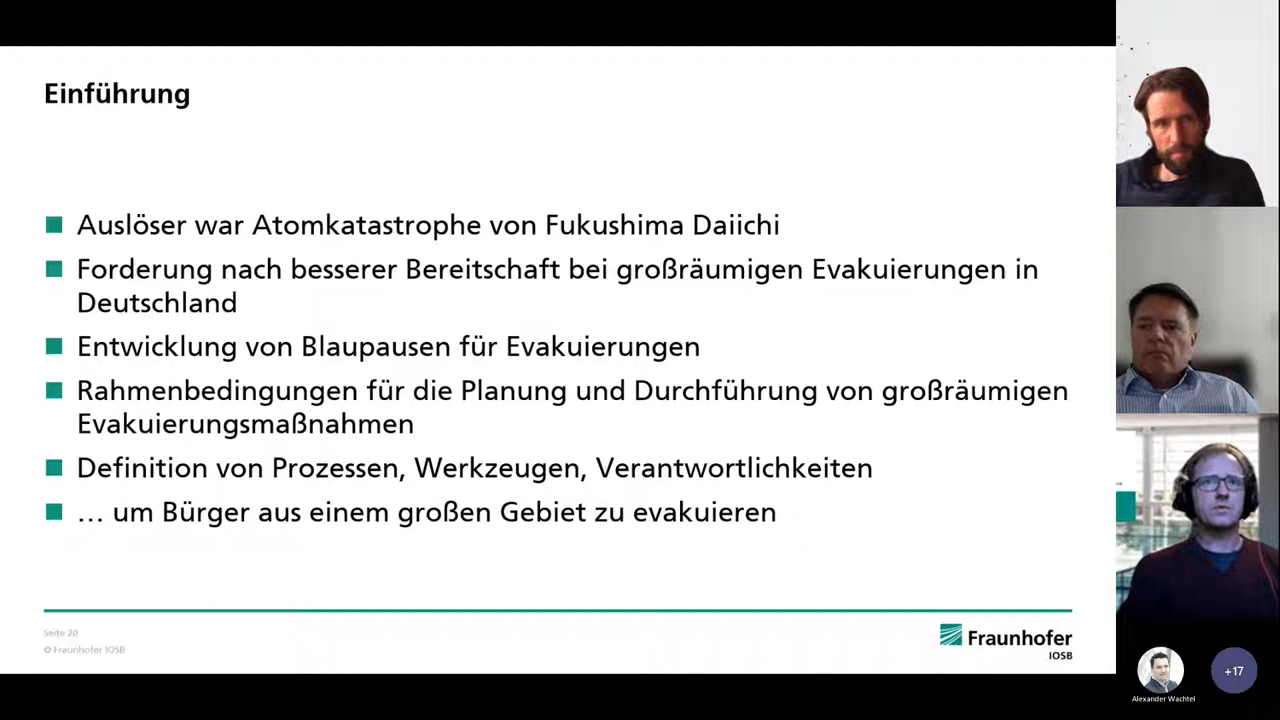 Einführung
Auslöser war Atomkatastrophe von Fukushima Daiichi
Forderung nach besserer Bereitschaft bei großräumigen Evakuierungen in
Deutschland
Entwicklung von Blaupausen für Evakuierungen
Rahmenbedingungen für die Planung und Durchführung von großräumigen
Evakuierungsmaßnahmen
Definition von Prozessen, Werkzeugen, Verantwortlichkeiten
… um Bürger aus einem großen Gebiet zu evakuieren
Seite 20
© Fraunhofer IOSB
Fraunhofer
IOSB
+17
Alexander Wachtel